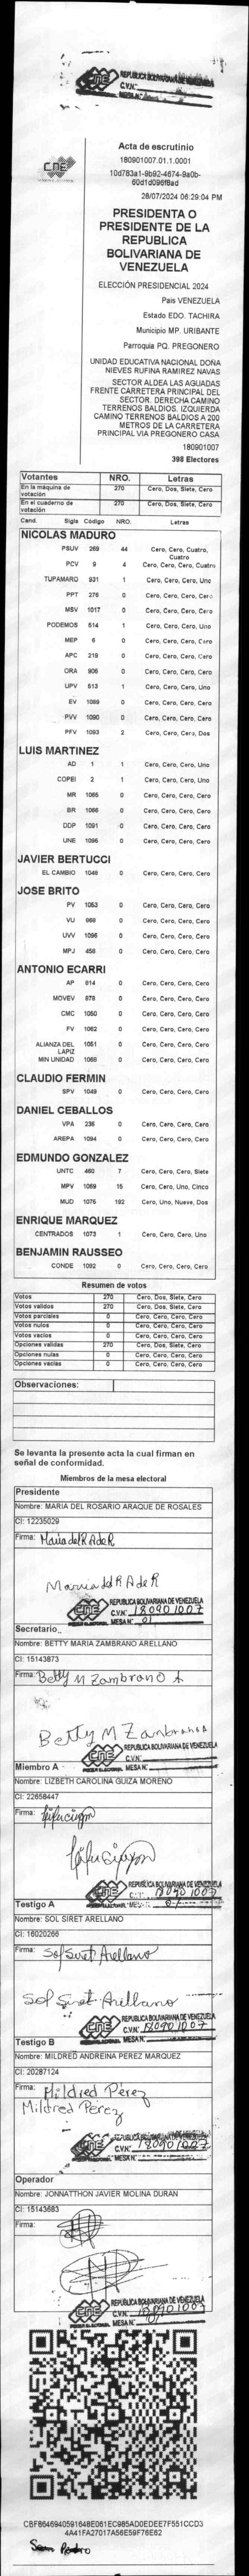 CNE
REPUBLICA BOLIVARIANA DE VENEZUELA
C.V.N°
MESA N°
CNE
Acta de escrutinio
180901007.01.1.0001
10d783a1-9b92-4674-9a0b-
60d1d096f8ad
28/07/2024 06:29:04 PM
PRESIDENTA O
PRESIDENTE DE LA
REPUBLICA
BOLIVARIANA DE
VENEZUELA
ELECCIÓN PRESIDENCIAL 2024
Pais VENEZUELA
Estado EDO. TACHIRA
Municipio MP. URIBANTE
Parroquia PQ. PREGONERO
UNIDAD EDUCATIVA NACIONAL DOÑA
NIEVES RUFINA RAMIREZ NAVAS
SECTOR ALDEA LAS AGUADAS
FRENTE CARRETERA PRINCIPAL DEL
SECTOR. DERECHA CAMINO
TERRENOS BALDIOS. IZQUIERDA
CAMINO TERRENOS BALDIOS A 200
METROS DE LA CARRETERA
PRINCIPAL VIA PREGONERO CASA
180901007
398 Electores
Votantes NRO. Letras
En la máquina de votación 270 Cero, Dos, Siete, Cero
En el cuaderno de votación 270 Cero, Dos, Siete, Cero
Cand. Sigla Código NRO. Letras
NICOLAS MADURO
PSUV 269 44 Cero, Cero, Cuatro, Cuatro
PCV 9 4 Cero, Cero, Cero, Cuatro
TUPAMARO 931 1 Cero, Cero, Cero, Uno
PPT 276 0 Cero, Cero, Cero, Cero
MSV 1017 0 Cero, Cero, Cero, Cero
PODEMOS 514 1 Cero, Cero, Cero, Uno
MEP 6 0 Cero, Cero, Cero, Cero
APC 219 0 Cero, Cero, Cero, Cero
ORA 906 0 Cero, Cero, Cero, Cero
UPV 513 1 Cero, Cero, Cero, Uno
EV 1089 0 Cero, Cero, Cero, Cero
PVV 1090 0 Cero, Cero, Cero, Cero
PFV 1093 2 Cero, Cero, Cero, Dos
LUIS MARTINEZ
AD 1 1 Cero, Cero, Cero, Uno
COPEI 2 1 Cero, Cero, Cero, Uno
MR 1065 0 Cero, Cero, Cero, Cero
BR 1066 0 Cero, Cero, Cero, Cero
DDP 1091 0 Cero, Cero, Cero, Cero
UNE 1095 0 Cero, Cero, Cero, Cero
JAVIER BERTUCCI
EL CAMBIO 1048 0 Cero, Cero, Cero, Cero
JOSE BRITO
PV 1053 0 Cero, Cero, Cero, Cero
VU 969 0 Cero, Cero, Cero, Cero
UVV 1096 0 Cero, Cero, Cero, Cero
MPJ 458 0 Cero, Cero, Cero, Cero
ANTONIO ECARRI
AP 814 0 Cero, Cero, Cero, Cero
MOVEV 878 0 Cero, Cero, Cero, Cero
CMC 1050 0 Cero, Cero, Cero, Cero
FV 1062 0 Cero, Cero, Cero, Cero
ALIANZA DEL LAPIZ 1051 0 Cero, Cero, Cero, Cero
MIN UNIDAD 1069 0 Cero, Cero, Cero, Cero
CLAUDIO FERMIN
SPV 1049 0 Cero, Cero, Cero, Cero
DANIEL CEBALLOS
VPA 236 0 Cero, Cero, Cero, Cero
AREPA 1094 0 Cero, Cero, Cero, Cero
EDMUNDO GONZALEZ
UNTC 460 7 Cero, Cero, Cero, Siete
MPV 1069 15 Cero, Cero, Uno, Cinco
MUD 1075 192 Cero, Uno, Nueve, Dos
ENRIQUE MARQUEZ
CENTRADOS 1073 1 Cero, Cero, Cero, Uno
BENJAMIN RAUSSEO
CONDE 1092 0 Cero, Cero, Cero, Cero
Resumen de votos
Votos 270 Cero, Dos, Siete, Cero
Votos validos 270 Cero, Dos, Siete, Cero
Votos parciales 0 Cero, Cero, Cero, Cero
Votos nulos 0 Cero, Cero, Cero, Cero
Votos vacios 0 Cero, Cero, Cero, Cero
Opciones validas 270 Cero, Dos, Siete, Cero
Opciones nulas 0 Cero, Cero, Cero, Cero
Opciones vacias 0 Cero, Cero, Cero, Cero
Observaciones:
Se levanta la presente acta la cual firman en
señal de conformidad.
Miembros de la mesa electoral
Presidente
Nombre: MARIA DEL ROSARIO ARAQUE DE ROSALES
CI: 12235029
Firma: Maria del R A de R
Maria del R A de R
CNE REPUBLICA BOLIVARIANA DE VENEZUELA
C.V.N° 180901007
MESA N° 01
Secretario
Nombre: BETTY MARIA ZAMBRANO ARELLANO
CI: 15143873
Firma: Betty M Zambrano A
Betty M Zambrano A
CNE REPUBLICA BOLIVARIANA DE VENEZUELA
C.V.N°
MESA N°
Miembro A
Nombre: LIZBETH CAROLINA GUIZA MORENO
CI: 22658447
Firma:
CNE REPUBLICA BOLIVARIANA DE VENEZUELA
C.V.N° 180901007
Testigo A
Nombre: SOL SIRET ARELLANO
CI: 16020266
Firma: Sol Siret Arellano
Sol Siret Arellano
CNE REPUBLICA BOLIVARIANA DE VENEZUELA
C.V.N° 180901007
MESA N°
Testigo B
Nombre: MILDRED ANDREINA PEREZ MARQUEZ
CI: 20287124
Firma: Mildred Pérez
Mildred Pérez
CNE REPUBLICA BOLIVARIANA DE VENEZUELA
C.V.N° 180901007
MESA N°
Operador
Nombre: JONNATTHON JAVIER MOLINA DURAN
CI: 15143683
Firma:
CNE REPUBLICA BOLIVARIANA DE VENEZUELA
C.V.N° 180901007
MESA N°
CBF8646940591648E061EC985AD0EDEE7F551CCD3
4A41FA27017A56E59F76E62